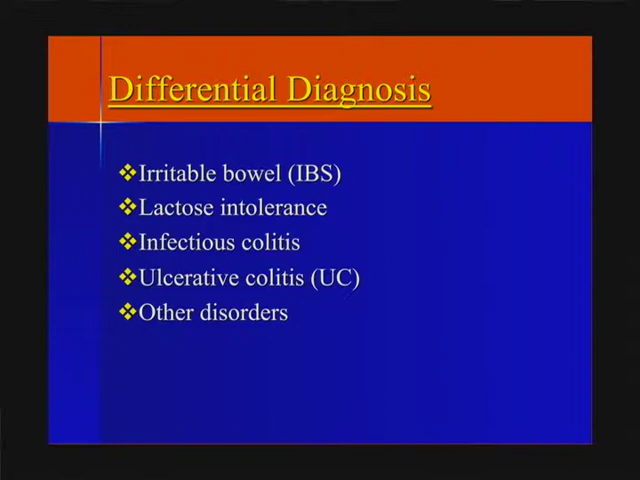 Differential Diagnosis
❖Irritable bowel (IBS)
❖Lactose intolerance
❖Infectious colitis
❖Ulcerative colitis (UC)
❖Other disorders